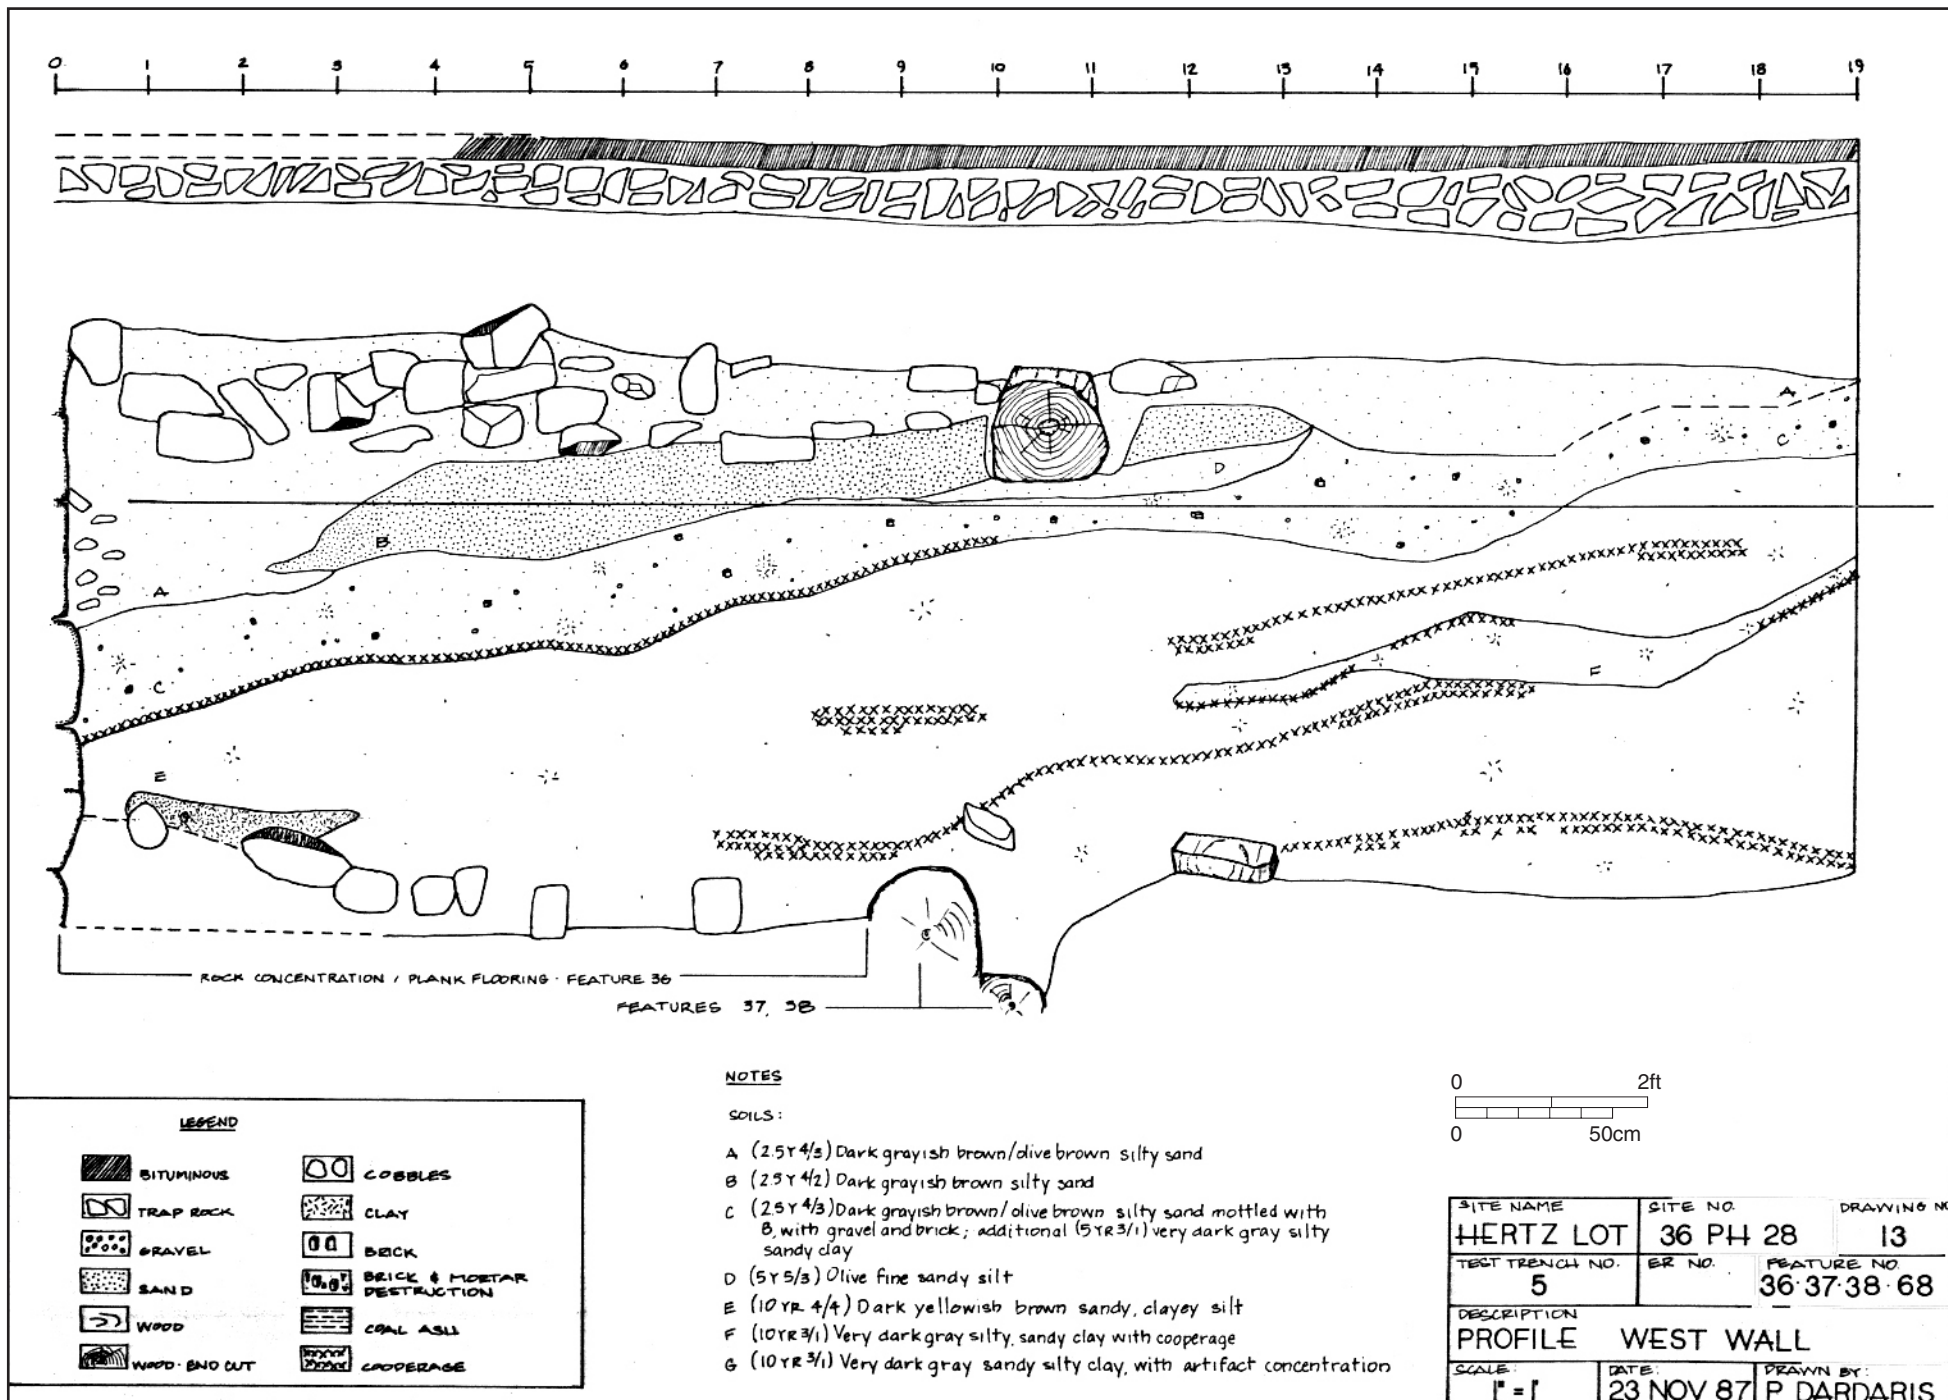 0 1 2 3 4 5 6 7 8 9 10 11 12 13 14 15 16 17 18 19
A
C
D
B
A
C
F
E
ROCK CONCENTRATION / PLANK FLOORING · FEATURE 36
FEATURES 37, 38
LEGEND
BITUMINOUS
TRAP ROCK
GRAVEL
SAND
WOOD
WOOD · END CUT
COBBLES
CLAY
BRICK
BRICK & MORTAR
DESTRUCTION
COAL ASH
COOPERAGE
NOTES
SOILS:
A (2.5Y 4/3) Dark grayish brown/olive brown silty sand
B (2.5Y 4/2) Dark grayish brown silty sand
C (2.5Y 4/3) Dark grayish brown/olive brown silty sand mottled with
B, with gravel and brick; additional (5YR 3/1) very dark gray silty
sandy clay
D (5Y 5/3) Olive fine sandy silt
E (10YR 4/4) Dark yellowish brown sandy, clayey silt
F (10YR 3/1) Very dark gray silty, sandy clay with cooperage
G (10YR 3/1) Very dark gray sandy silty clay, with artifact concentration
0 2ft
0 50cm
SITE NAME
HERTZ LOT
SITE NO.
36 PH 28
DRAWING NO
13
TEST TRENCH NO.
5
ER NO.
FEATURE NO.
36·37·38·68
DESCRIPTION
PROFILE WEST WALL
SCALE:
1" = 1'
DATE:
23 NOV 87
DRAWN BY:
P. DARDARIS